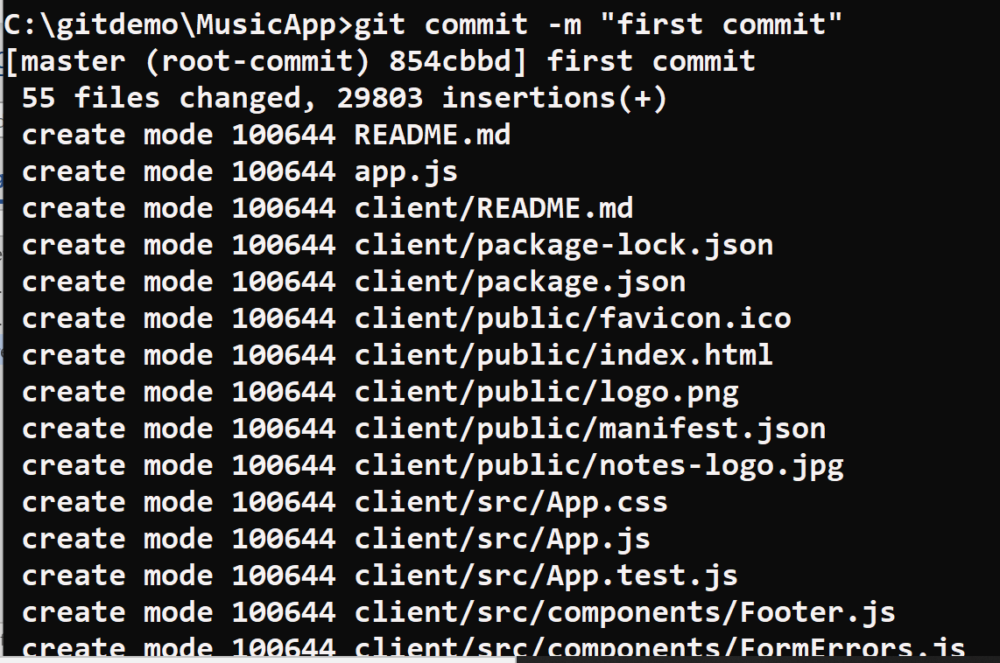 C:\gitdemo\MusicApp>git commit -m "first commit"
[master (root-commit) 854cbbd] first commit
 55 files changed, 29803 insertions(+)
 create mode 100644 README.md
 create mode 100644 app.js
 create mode 100644 client/README.md
 create mode 100644 client/package-lock.json
 create mode 100644 client/package.json
 create mode 100644 client/public/favicon.ico
 create mode 100644 client/public/index.html
 create mode 100644 client/public/logo.png
 create mode 100644 client/public/manifest.json
 create mode 100644 client/public/notes-logo.jpg
 create mode 100644 client/src/App.css
 create mode 100644 client/src/App.js
 create mode 100644 client/src/App.test.js
 create mode 100644 client/src/components/Footer.js
 create mode 100644 client/src/components/FormErrors.js